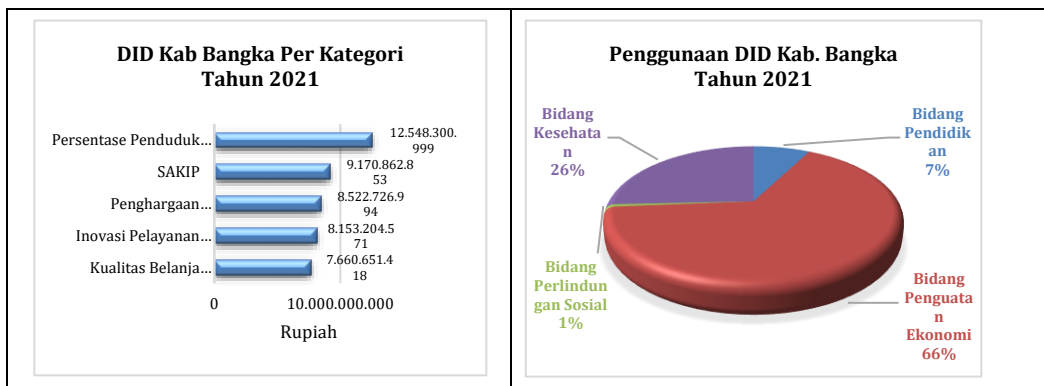 DID Kab Bangka Per Kategori
Tahun 2021
Persentase Penduduk...
12.548.300.
999
SAKIP
9.170.862.8
53
Penghargaan...
8.522.726.9
94
Inovasi Pelayanan...
8.153.204.5
71
Kualitas Belanja...
7.660.651.4
18
0
10.000.000.000
Rupiah
Penggunaan DID Kab. Bangka
Tahun 2021
Bidang
Kesehata
n
26%
Bidang
Pendidik
an
7%
Bidang
Perlindun
gan Sosial
1%
Bidang
Penguata
n
Ekonomi
66%